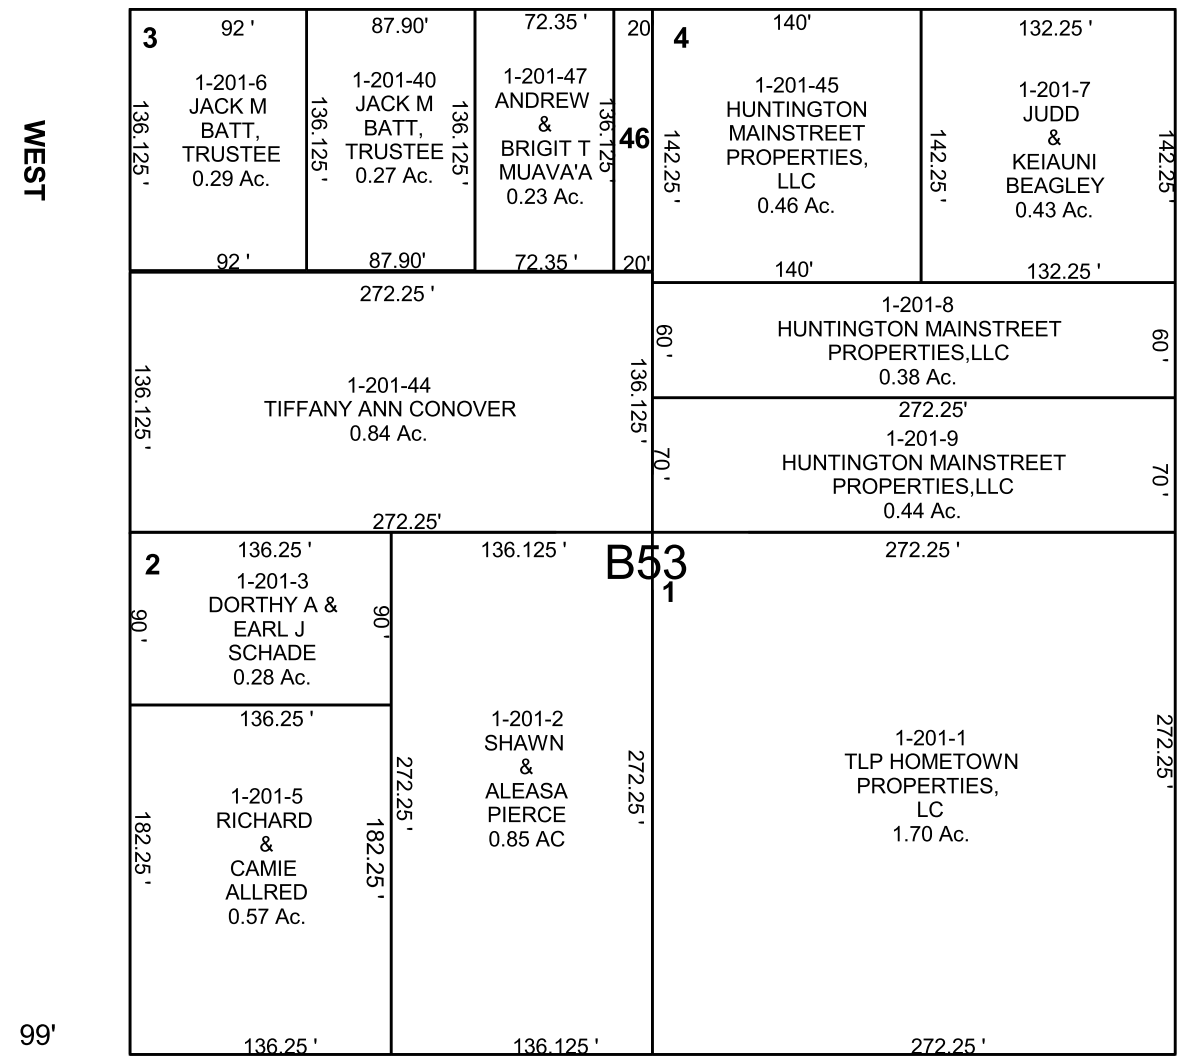 WEST
99'
3
92 '
1-201-6
JACK M
BATT,
TRUSTEE
0.29 Ac.
136.125 '
92 '
136.125 '
87.90'
1-201-40
JACK M
BATT,
TRUSTEE
0.27 Ac.
136.125 '
87.90'
72.35 '
1-201-47
ANDREW
&
BRIGIT T
MUAVA'A
0.23 Ac.
136.125 '
72.35 '
20
46
20'
4
140'
1-201-45
HUNTINGTON
MAINSTREET
PROPERTIES,
LLC
0.46 Ac.
142.25 '
140'
132.25 '
1-201-7
JUDD
&
KEIAUNI
BEAGLEY
0.43 Ac.
142.25 '
142.25 '
132.25 '
272.25 '
136.125 '
1-201-44
TIFFANY ANN CONOVER
0.84 Ac.
136.125 '
272.25'
60 '
1-201-8
HUNTINGTON MAINSTREET
PROPERTIES,LLC
0.38 Ac.
60 '
272.25'
70 '
1-201-9
HUNTINGTON MAINSTREET
PROPERTIES,LLC
0.44 Ac.
70 '
B53
2
136.25 '
90 '
1-201-3
DORTHY A &
EARL J
SCHADE
0.28 Ac.
90 '
136.25 '
182.25 '
1-201-5
RICHARD
&
CAMIE
ALLRED
0.57 Ac.
182.25 '
136.25 '
136.125 '
272.25 '
1-201-2
SHAWN
&
ALEASA
PIERCE
0.85 AC
272.25 '
136.125 '
1
272.25 '
1-201-1
TLP HOMETOWN
PROPERTIES,
LC
1.70 Ac.
272.25 '
272.25 '